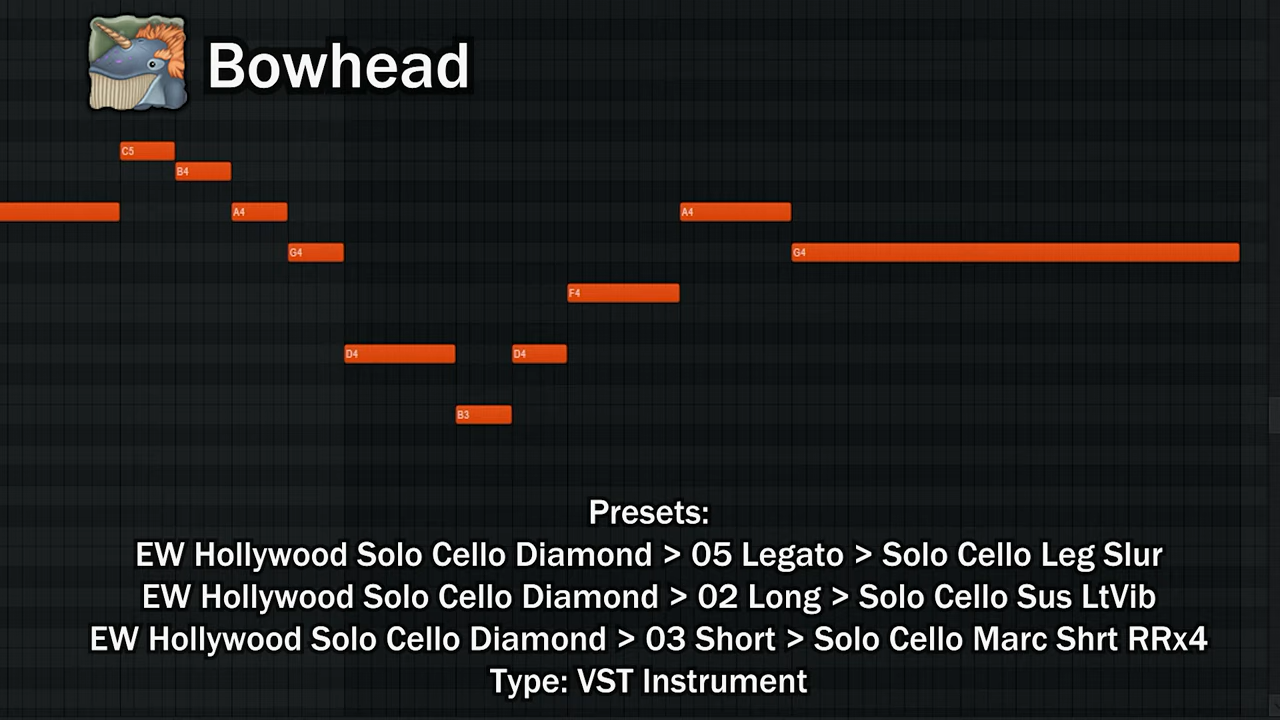 Bowhead
C5
B4
A4
A4
G4
G4
F4
D4
D4
B3
Presets:
EW Hollywood Solo Cello Diamond > 05 Legato > Solo Cello Leg Slur
EW Hollywood Solo Cello Diamond > 02 Long > Solo Cello Sus LtVib
EW Hollywood Solo Cello Diamond > 03 Short > Solo Cello Marc Shrt RRx4
Type: VST Instrument